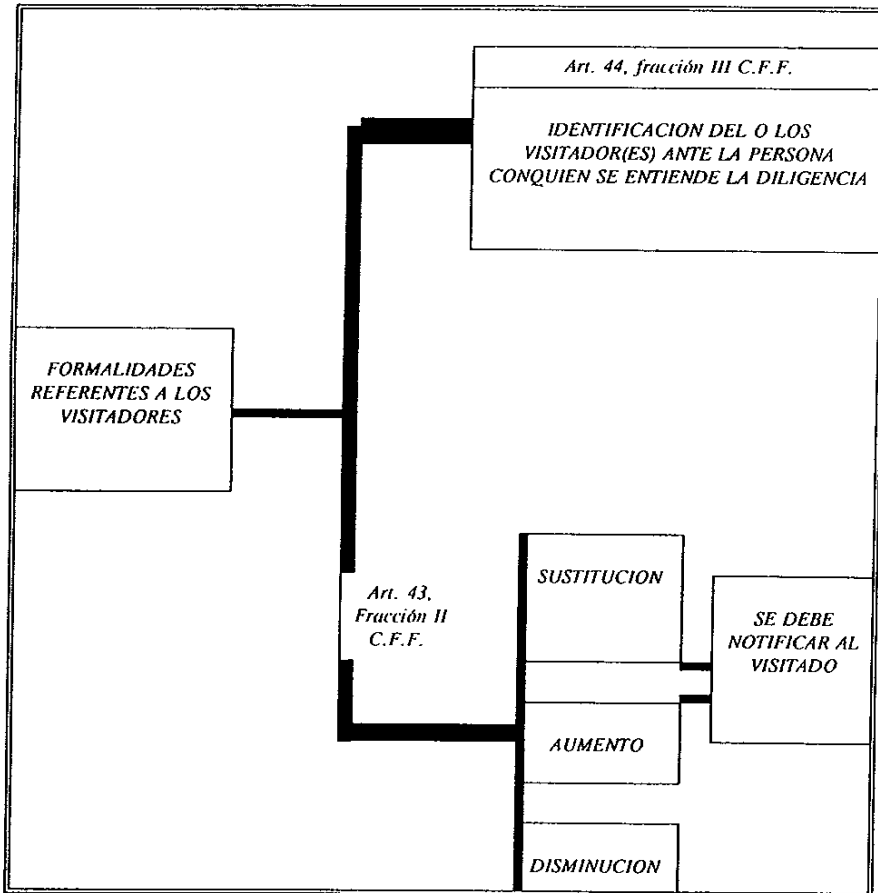 Art. 44, fracción III C.F.F.
IDENTIFICACION DEL O LOS
VISITADOR(ES) ANTE LA PERSONA
CONQUIEN SE ENTIENDE LA DILIGENCIA
FORMALIDADES
REFERENTES A LOS
VISITADORES
Art. 43,
Fracción II
C.F.F.
SUSTITUCION
SE DEBE
NOTIFICAR AL
VISITADO
AUMENTO
DISMINUCION